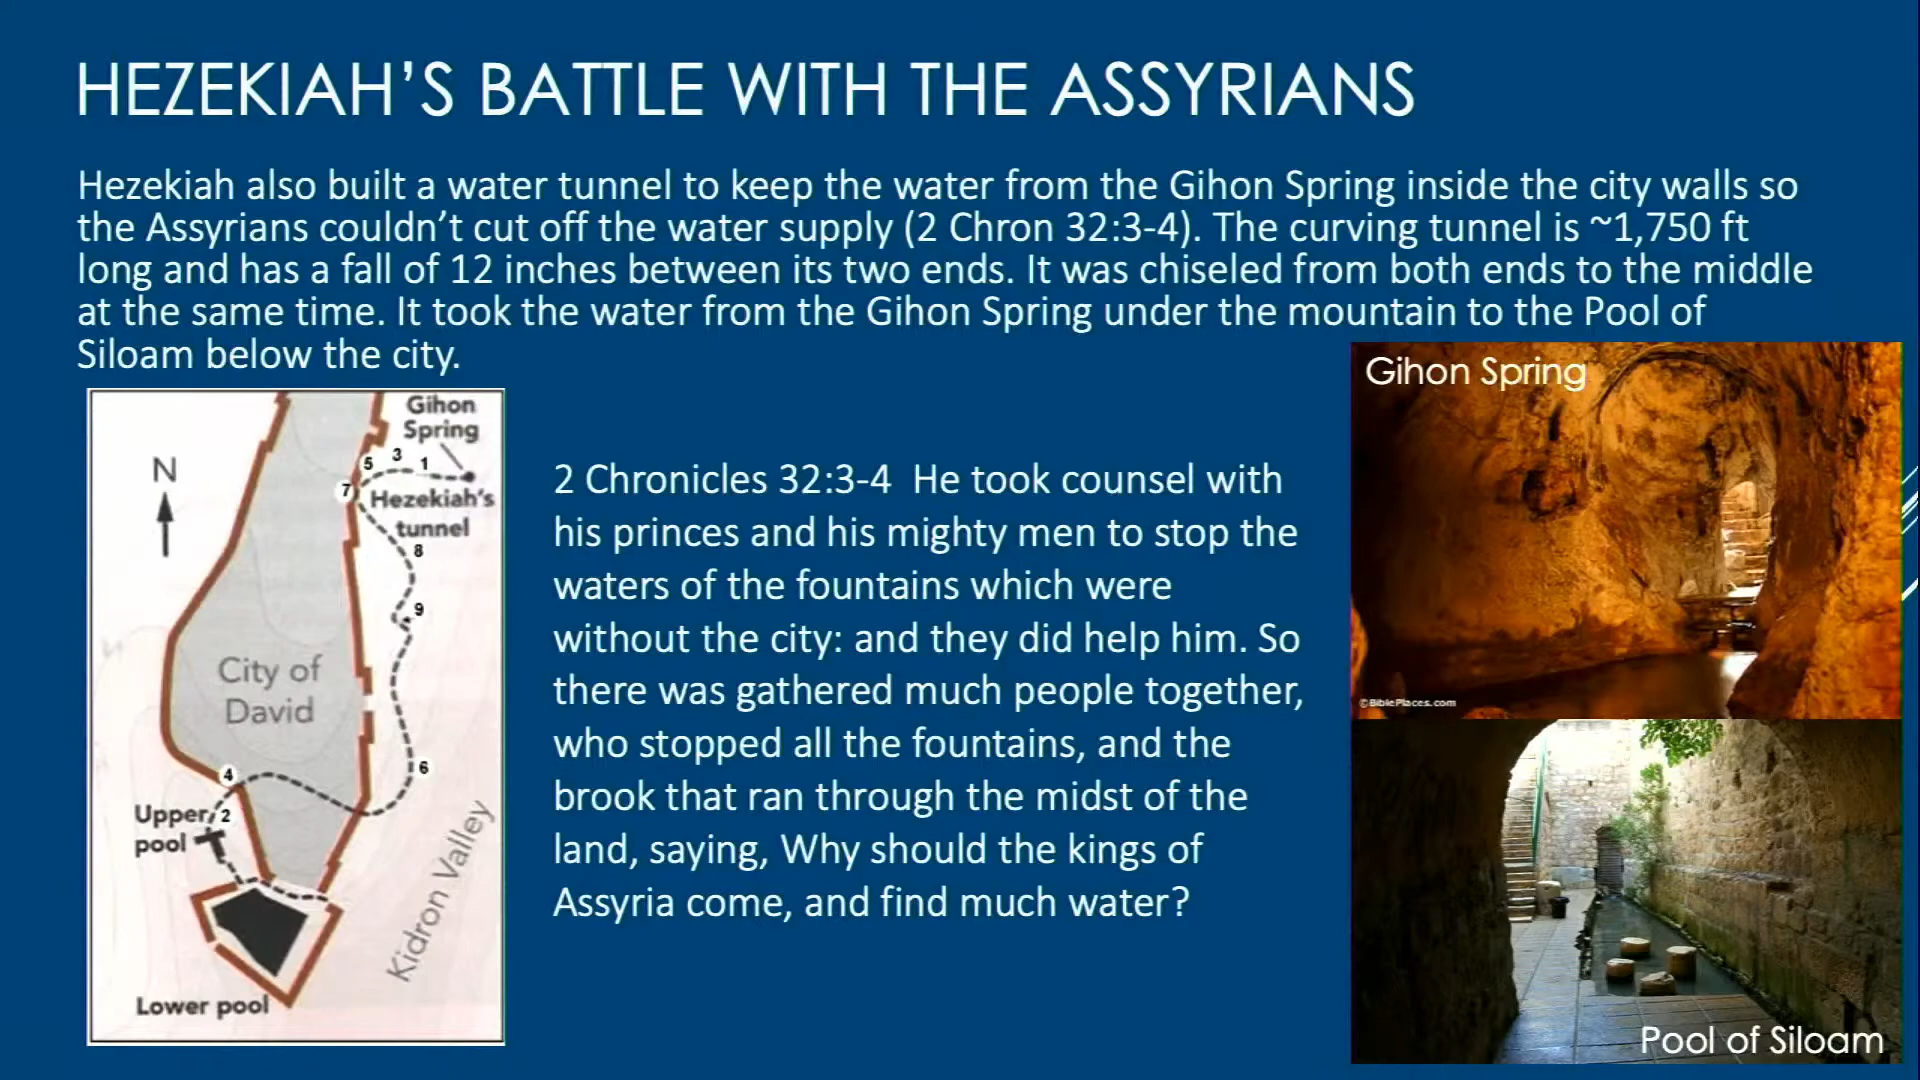 HEZEKIAH'S BATTLE WITH THE ASSYRIANS
Hezekiah also built a water tunnel to keep the water from the Gihon Spring inside the city walls so
the Assyrians couldn't cut off the water supply (2 Chron 32:3-4). The curving tunnel is ~1,750 ft
long and has a fall of 12 inches between its two ends. It was chiseled from both ends to the middle
at the same time. It took the water from the Gihon Spring under the mountain to the Pool of
Siloam below the city.
Gihon
Spring
N
5 3 1
7
Hezekiah's
tunnel
8
9
City of
David
6
4
Upper
2
pool
Kidron Valley
Lower pool
2 Chronicles 32:3-4  He took counsel with
his princes and his mighty men to stop the
waters of the fountains which were
without the city: and they did help him. So
there was gathered much people together,
who stopped all the fountains, and the
brook that ran through the midst of the
land, saying, Why should the kings of
Assyria come, and find much water?
Gihon Spring
©BiblePlaces.com
Pool of Siloam